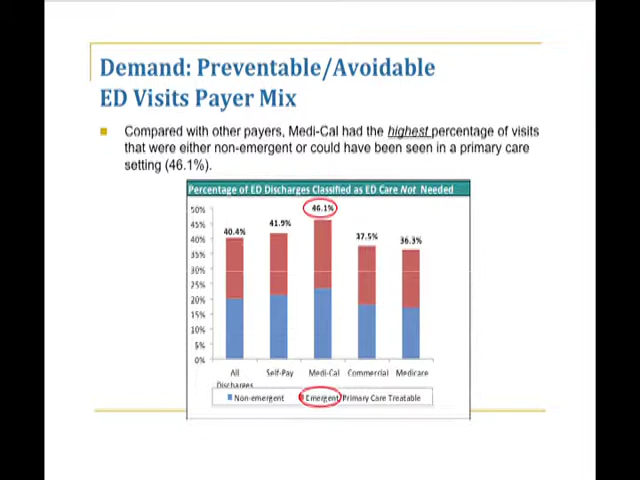 Demand: Preventable/Avoidable
ED Visits Payer Mix
Compared with other payers, Medi-Cal had the highest percentage of visits
that were either non-emergent or could have been seen in a primary care
setting (46.1%).
Percentage of ED Discharges Classified as ED Care Not Needed
50%
45%
40%
35%
30%
25%
20%
15%
10%
5%
0%
40.4%
41.9%
46.1%
37.5%
36.3%
All
Discharges
Self-Pay
Medi-Cal
Commercial
Medicare
Non-emergent
Emergent/Primary Care Treatable